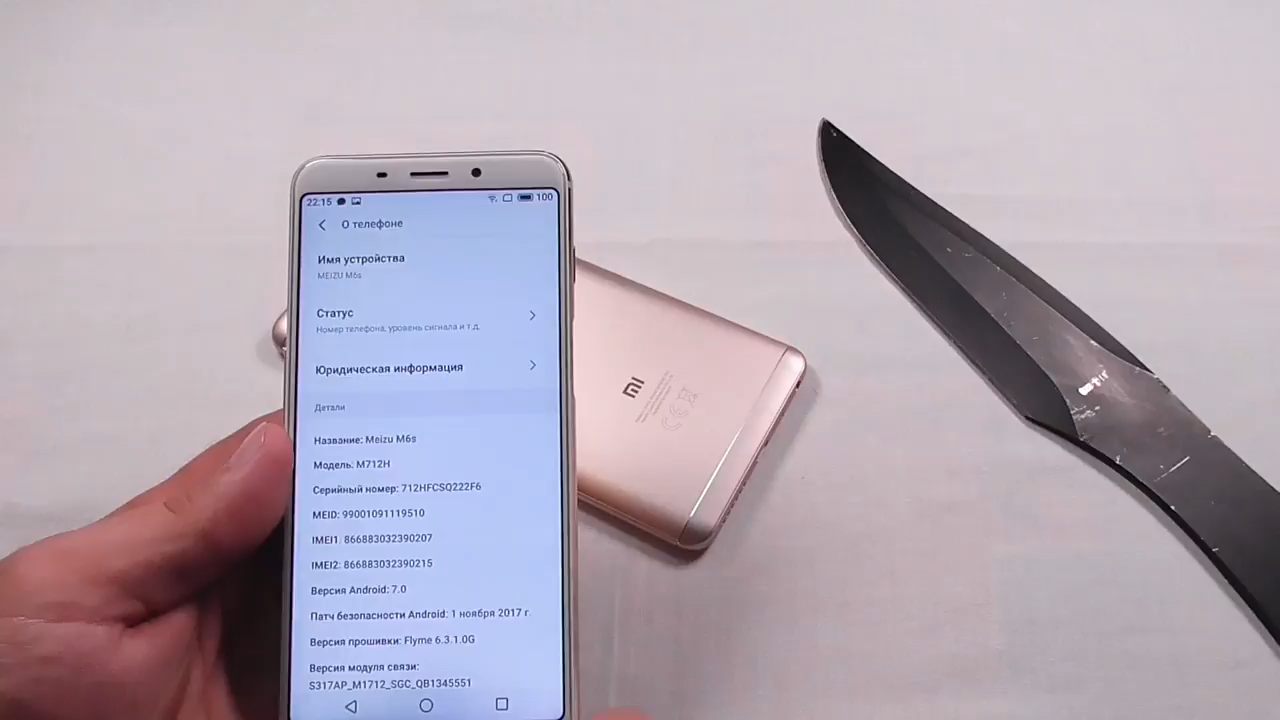 22:15
100
О телефоне
Имя устройства
MEIZU M6s
Статус
Номер телефона, уровень сигнала и т.д.
Юридическая информация
Детали
Название: Meizu M6s
Модель: M712H
Серийный номер: 712HFCSQ222F6
MEID: 99001091119510
IMEI1: 866883032390207
IMEI2: 866883032390215
Версия Android: 7.0
Патч безопасности Android: 1 ноября 2017 г.
Версия прошивки: Flyme 6.3.1.0G
Версия модуля связи:
S317AP_M1712_SGC_QB1345551
MI
CE